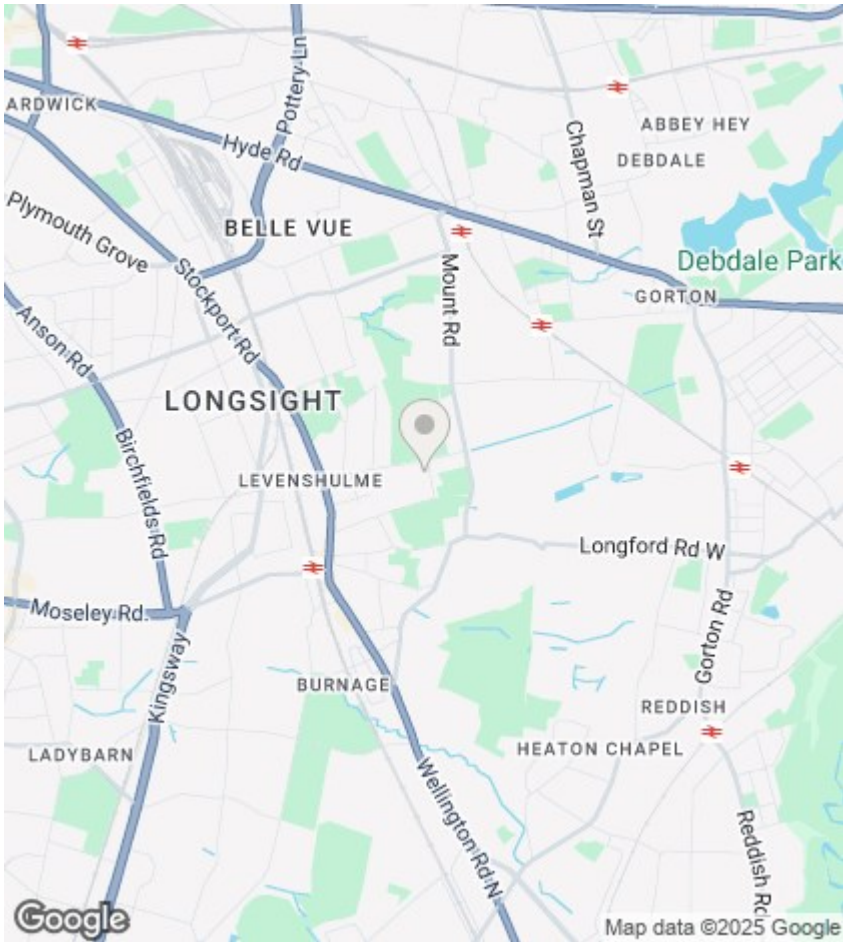 Pottery Ln
ARDWICK
ABBEY HEY
Chapman St
Hyde Rd
DEBDALE
Plymouth Grove
BELLE VUE
Stockport Rd
Mount Rd
Debdale Park
GORTON
Anson Rd
LONGSIGHT
Birchfields Rd
LEVENSHULME
Longford Rd W
Moseley Rd
Kingsway
Gorton Rd
BURNAGE
REDDISH
LADYBARN
HEATON CHAPEL
Wellington Rd N
Reddish Rd
Google
Map data ©2025 Google